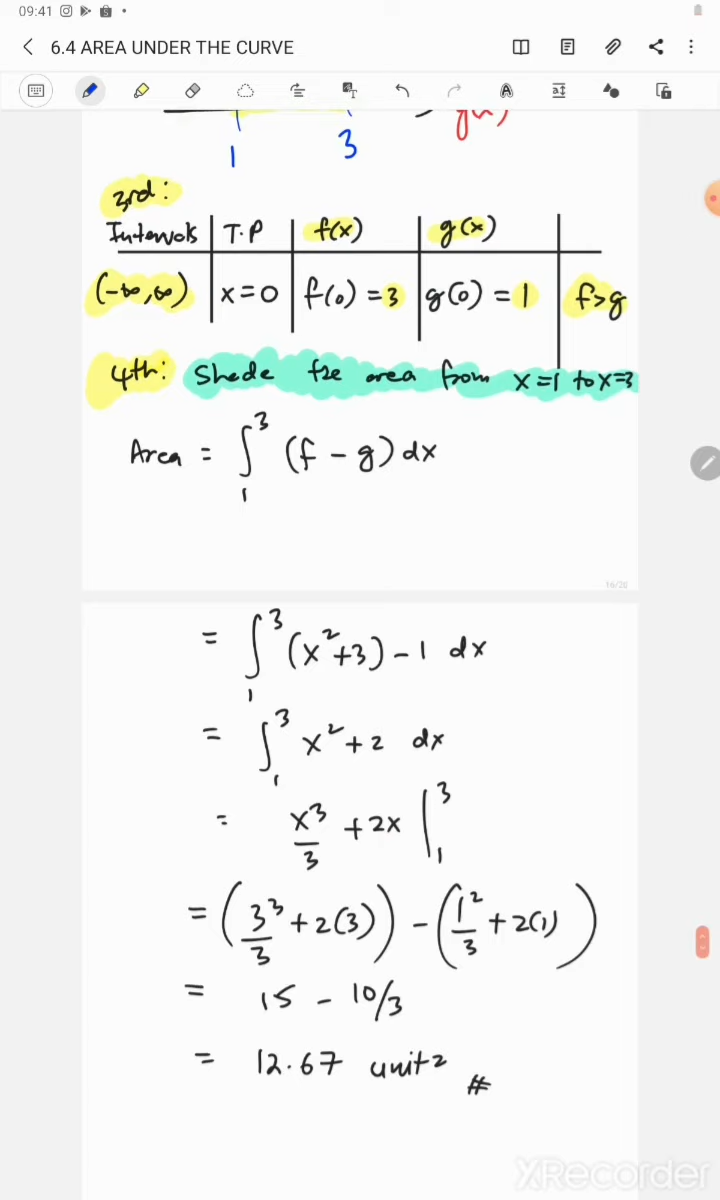 09:41
6.4 AREA UNDER THE CURVE
1 3 g(x)
3rd:
Intervals T.P f(x) g(x)
(-∞,∞) x=0 f(0) = 3 g(0) = 1 f>g
4th: Shade the area from x=1 to x=3
Area = ∫₁³ (f - g) dx
16/20
= ∫₁³ (x²+3) - 1 dx
= ∫₁³ x² + 2 dx
= x³/3 + 2x |₁³
= (3³/3 + 2(3)) - (1²/3 + 2(1))
= 15 - 10/3
= 12.67 unit² #
XRecorder